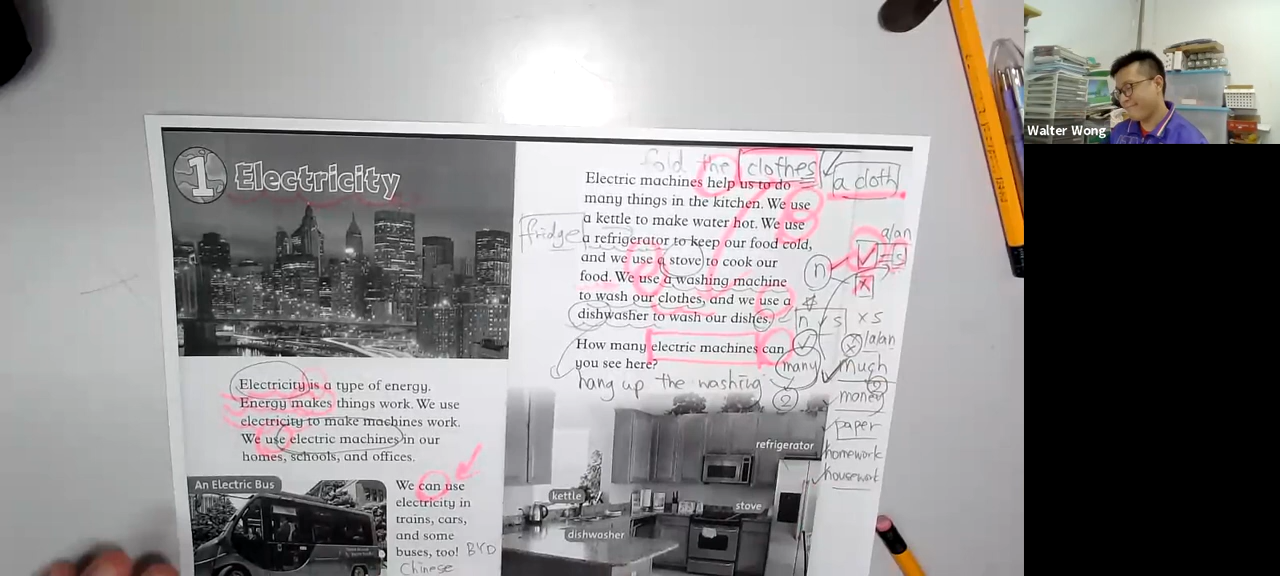 Walter Wong
1 Electricity
fold the clothes
a cloth
Electric machines help us to do
many things in the kitchen. We use
a kettle to make water hot. We use
a refrigerator to keep our food cold,
and we use a stove to cook our
food. We use a washing machine
to wash our clothes, and we use a
dishwasher to wash our dishes.
How many electric machines can
you see here?
hang up the washing
fridge
a/an
n
s
n s
x s
/a/an
many
much
2
2
money
paper
homework
housework
Electricity is a type of energy.
Energy makes things work. We use
electricity to make machines work.
We use electric machines in our
homes, schools, and offices.
An Electric Bus
We can use
electricity in
trains, cars,
and some
buses, too!
BYD
Chinese
refrigerator
kettle
stove
dishwasher